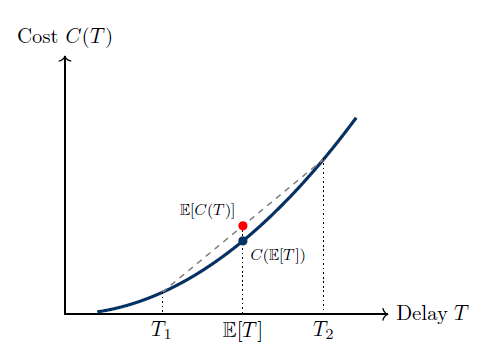 Cost C(T)
𝔼[C(T)]
C(𝔼[T])
Delay T
T₁
𝔼[T]
T₂